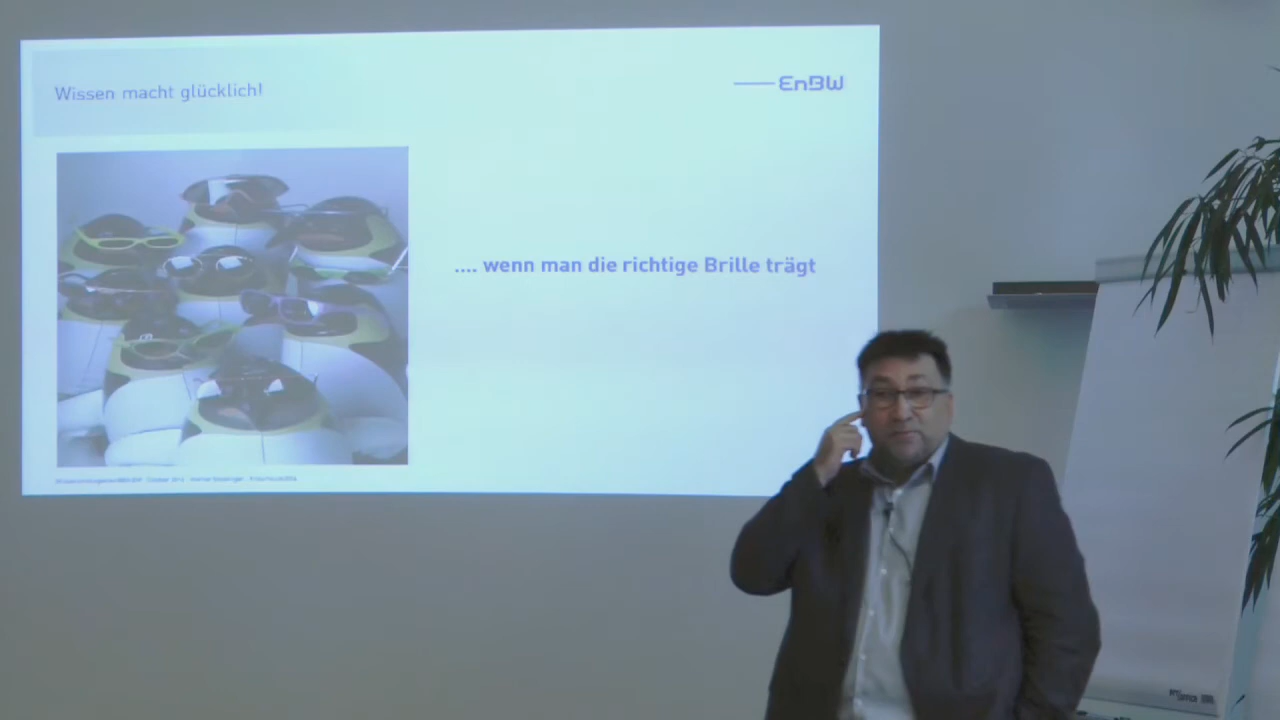 Wissen macht glücklich!
EnBW
.... wenn man die richtige Brille trägt